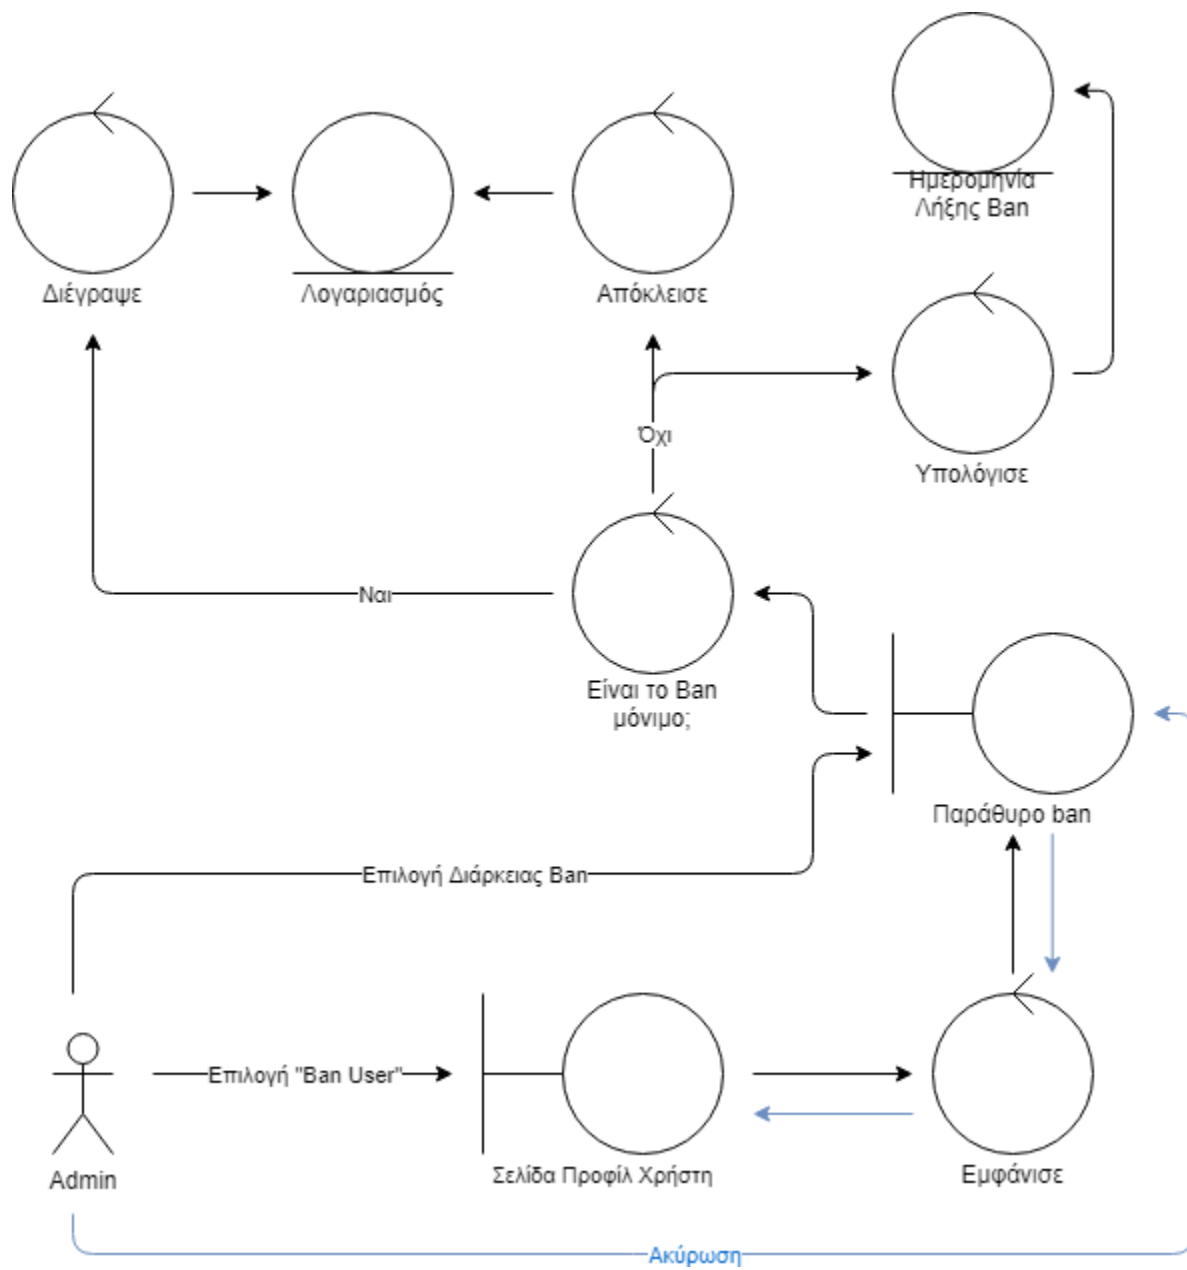 Ημερομηνία
Λήξης Ban
Διέγραψε
Λογαριασμός
Απόκλεισε
Όχι
Υπολόγισε
Ναι
Είναι το Ban
μόνιμο;
Παράθυρο ban
Επιλογή Διάρκειας Ban
Επιλογή "Ban User"
Admin
Σελίδα Προφίλ Χρήστη
Εμφάνισε
Ακύρωση